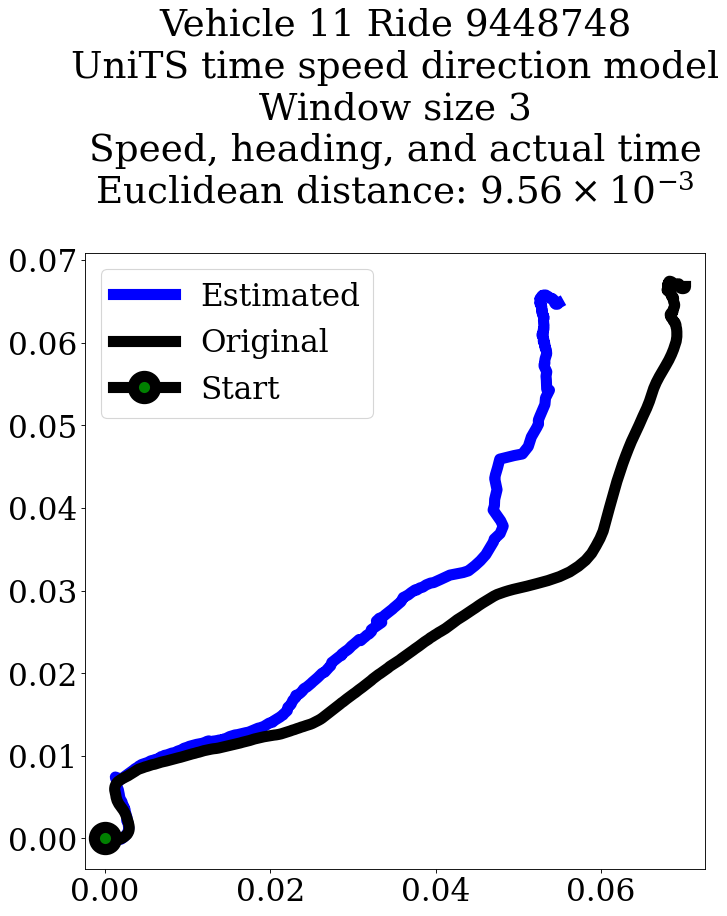 Vehicle 11 Ride 9448748
UniTS time speed direction model
Window size 3
Speed, heading, and actual time
Euclidean distance: 9.56 × 10⁻³
0.07
0.06
0.05
0.04
0.03
0.02
0.01
0.00
Estimated
Original
Start
0.00 0.02 0.04 0.06